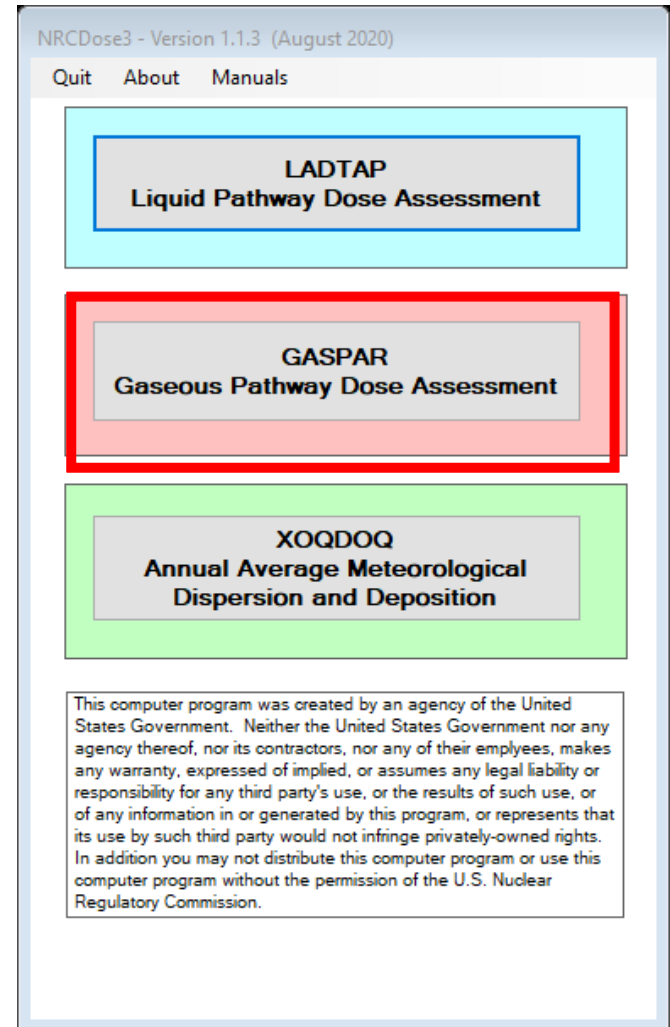 NRCDose3 - Version 1.1.3 (August 2020)
Quit About Manuals
LADTAP
Liquid Pathway Dose Assessment
GASPAR
Gaseous Pathway Dose Assessment
XOQDOQ
Annual Average Meteorological
Dispersion and Deposition
This computer program was created by an agency of the United
States Government. Neither the United States Government nor any
agency thereof, nor its contractors, nor any of their emplyees, makes
any warranty, expressed of implied, or assumes any legal liability or
responsibility for any third party's use, or the results of such use, or
of any information in or generated by this program, or represents that
its use by such third party would not infringe privately-owned rights.
In addition you may not distribute this computer program or use this
computer program without the permission of the U.S. Nuclear
Regulatory Commission.